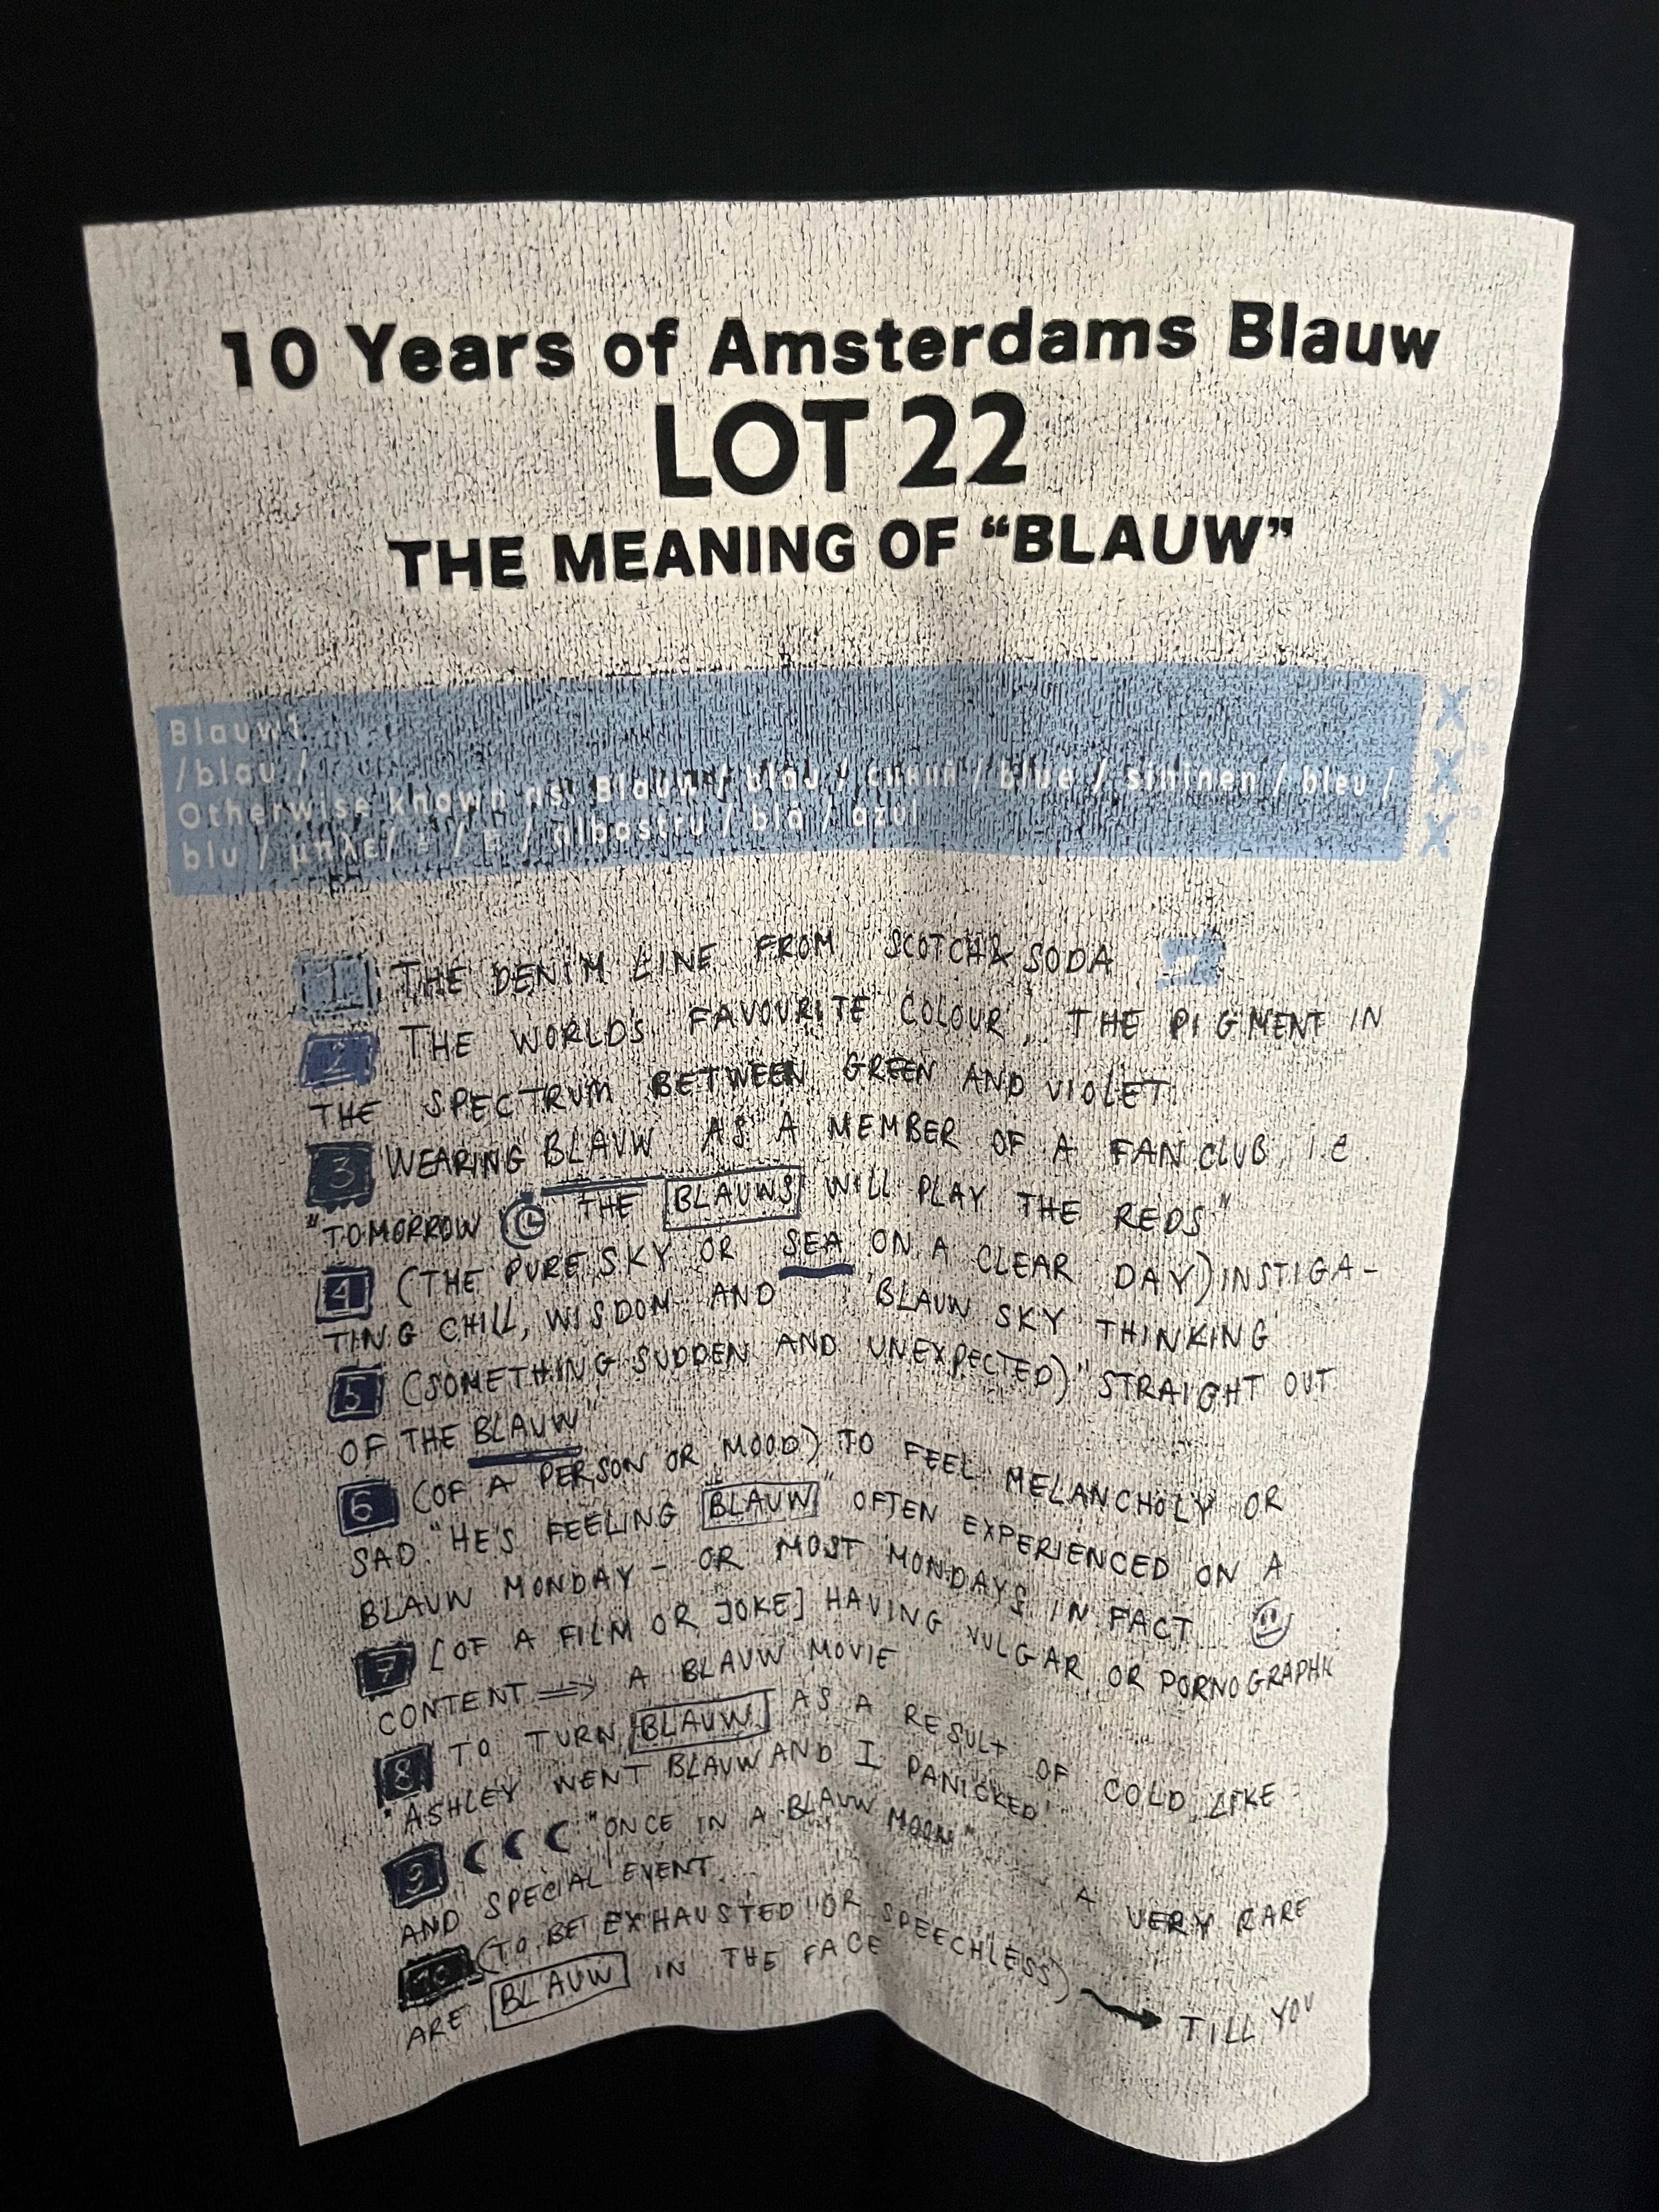 10 Years of Amsterdams Blauw
LOT 22
THE MEANING OF “BLAUW”
Blauw1
/blau/
Otherwise known as: Blauw / blau / синий / blue / sininen / bleu /
blu / μπλε / / / albastru / blå / azul
X
X
X
1 THE DENIM LINE FROM SCOTCH & SODA
2 THE WORLDS FAVOURITE COLOUR, THE PIGMENT IN
THE SPECTRUM BETWEEN GREEN AND VIOLET.
3 WEARING BLAUW AS A MEMBER OF A FANCLUB, i.e.
"TOMORROW THE BLAUWS WILL PLAY THE REDS"
4 (THE PURE SKY OR SEA ON A CLEAR DAY) INSTIGA-
TING CHILL, WISDOM AND 'BLAUW SKY THINKING
5 (SOMETHING SUDDEN AND UNEXPECTED) "STRAIGHT OUT
OF THE BLAUW"
6 (OF A PERSON OR MOOD) TO FEEL MELANCHOLY OR
SAD "HE'S FEELING BLAUW" OFTEN EXPERIENCED ON A
BLAUW MONDAY - OR MOST MONDAYS IN FACT
7 [OF A FILM OR JOKE] HAVING VULGAR OR PORNOGRAPHIC
CONTENT ⇒ A BLAUW MOVIE
8 TO TURN BLAUW AS A RESULT OF COLD LIKE:
"ASHLEY WENT BLAUW AND I PANICKED'
9 "ONCE IN A BLAUW MOON" A VERY RARE
AND SPECIAL EVENT.
10 (TO BE EXHAUSTED OR SPEECHLESS) → TILL YOU
ARE BLAUW IN THE FACE